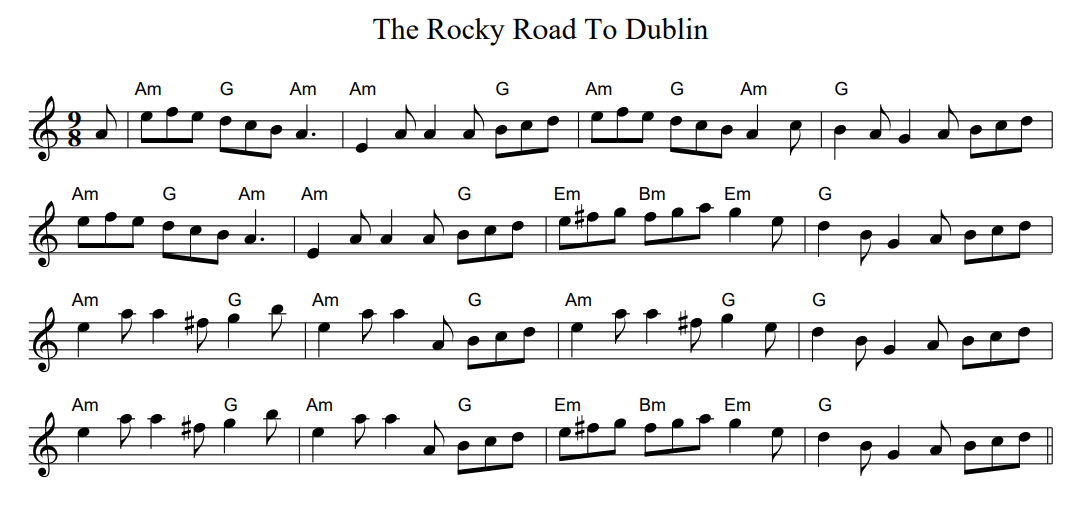 The Rocky Road To Dublin
Am G Am Am G Am G Am G
9
8
Am G Am Am G Em Bm Em G
Am G Am G Am G G
Am G Am G Em Bm Em G